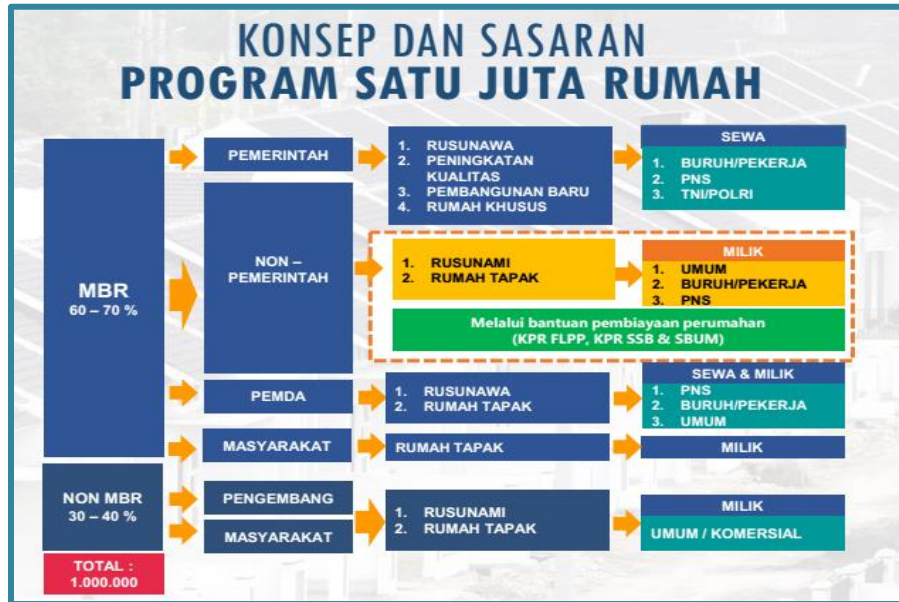 KONSEP DAN SASARAN
PROGRAM SATU JUTA RUMAH
MBR
60 – 70 %
PEMERINTAH
1. RUSUNAWA
2. PENINGKATAN
KUALITAS
3. PEMBANGUNAN BARU
4. RUMAH KHUSUS
SEWA
1. BURUH/PEKERJA
2. PNS
3. TNI/POLRI
NON –
PEMERINTAH
1. RUSUNAMI
2. RUMAH TAPAK
MILIK
1. UMUM
2. BURUH/PEKERJA
3. PNS
Melalui bantuan pembiayaan perumahan
(KPR FLPP, KPR SSB & SBUM)
PEMDA
1. RUSUNAWA
2. RUMAH TAPAK
SEWA & MILIK
1. PNS
2. BURUH/PEKERJA
3. UMUM
MASYARAKAT
RUMAH TAPAK
MILIK
NON MBR
30 – 40 %
PENGEMBANG
MASYARAKAT
1. RUSUNAMI
2. RUMAH TAPAK
MILIK
UMUM / KOMERSIAL
TOTAL :
1.000.000